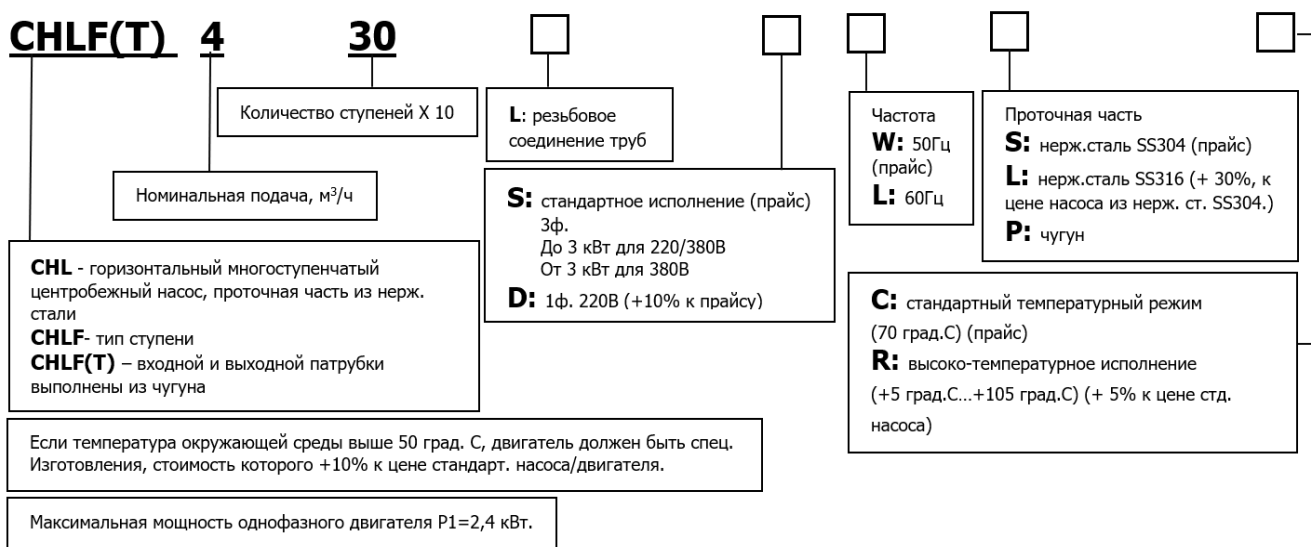 CHLF(T) 4 30
Количество ступеней X 10
L: резьбовое
соединение труб
Частота
W: 50Гц
(прайс)
L: 60Гц
Проточная часть
S: нерж.сталь SS304 (прайс)
L: нерж.сталь SS316 (+ 30%, к
цене насоса из нерж. ст. SS304.)
P: чугун
Номинальная подача, м³/ч
S: стандартное исполнение (прайс)
3ф.
До 3 кВт для 220/380В
От 3 кВт для 380В
D: 1ф. 220В (+10% к прайсу)
CHL - горизонтальный многоступенчатый
центробежный насос, проточная часть из нерж.
стали
CHLF- тип ступени
CHLF(T) – входной и выходной патрубки
выполнены из чугуна
C: стандартный температурный режим
(70 град.С) (прайс)
R: высоко-температурное исполнение
(+5 град.С...+105 град.С) (+ 5% к цене стд.
насоса)
Если температура окружающей среды выше 50 град. С, двигатель должен быть спец.
Изготовления, стоимость которого +10% к цене стандарт. насоса/двигателя.
Максимальная мощность однофазного двигателя P1=2,4 кВт.